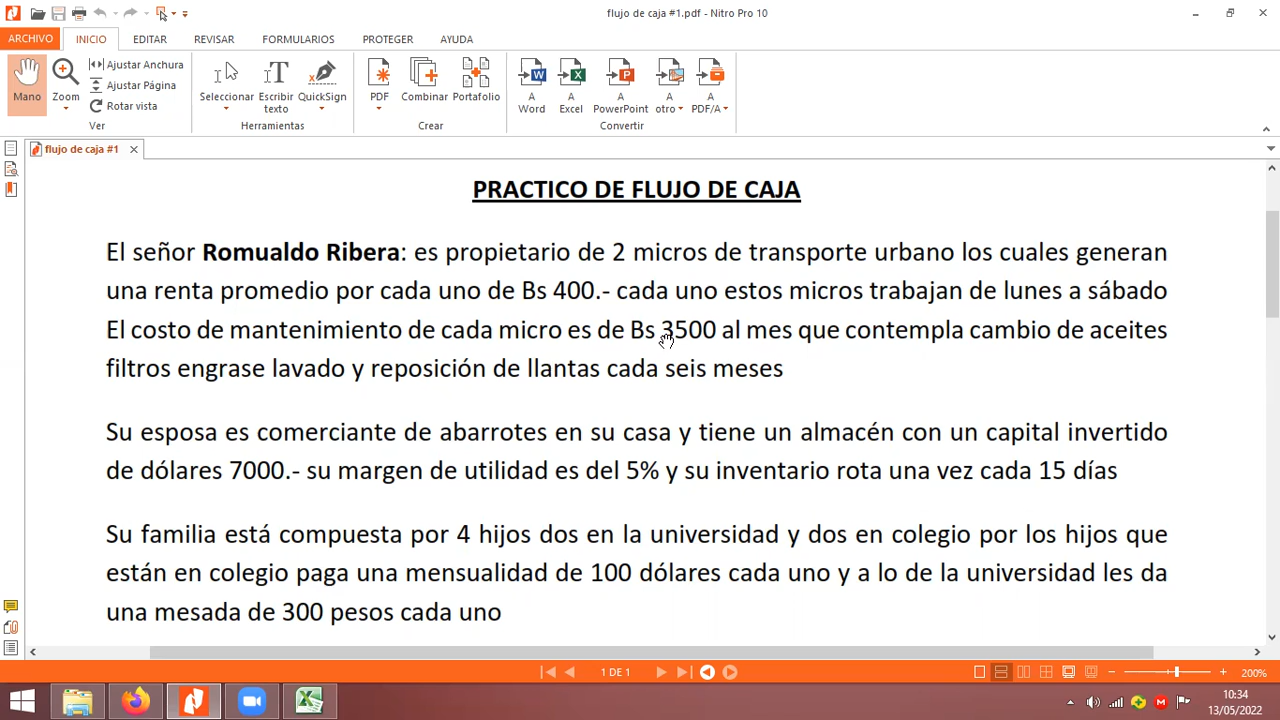 flujo de caja #1.pdf - Nitro Pro 10
ARCHIVO INICIO EDITAR REVISAR FORMULARIOS PROTEGER AYUDA
Mano
Zoom
Ajustar Anchura
Ajustar Página
Rotar vista
Ver
Seleccionar
Escribir
texto
QuickSign
Herramientas
PDF
Combinar
Portafolio
Crear
A
Word
A
Excel
A
PowerPoint
A
otro
A
PDF/A
Convertir
flujo de caja #1
PRACTICO DE FLUJO DE CAJA
El señor Romualdo Ribera: es propietario de 2 micros de transporte urbano los cuales generan
una renta promedio por cada uno de Bs 400.- cada uno estos micros trabajan de lunes a sábado
El costo de mantenimiento de cada micro es de Bs 3500 al mes que contempla cambio de aceites
filtros engrase lavado y reposición de llantas cada seis meses
Su esposa es comerciante de abarrotes en su casa y tiene un almacén con un capital invertido
de dólares 7000.- su margen de utilidad es del 5% y su inventario rota una vez cada 15 días
Su familia está compuesta por 4 hijos dos en la universidad y dos en colegio por los hijos que
están en colegio paga una mensualidad de 100 dólares cada uno y a lo de la universidad les da
una mesada de 300 pesos cada uno
1 DE 1
200%
10:34
13/05/2022